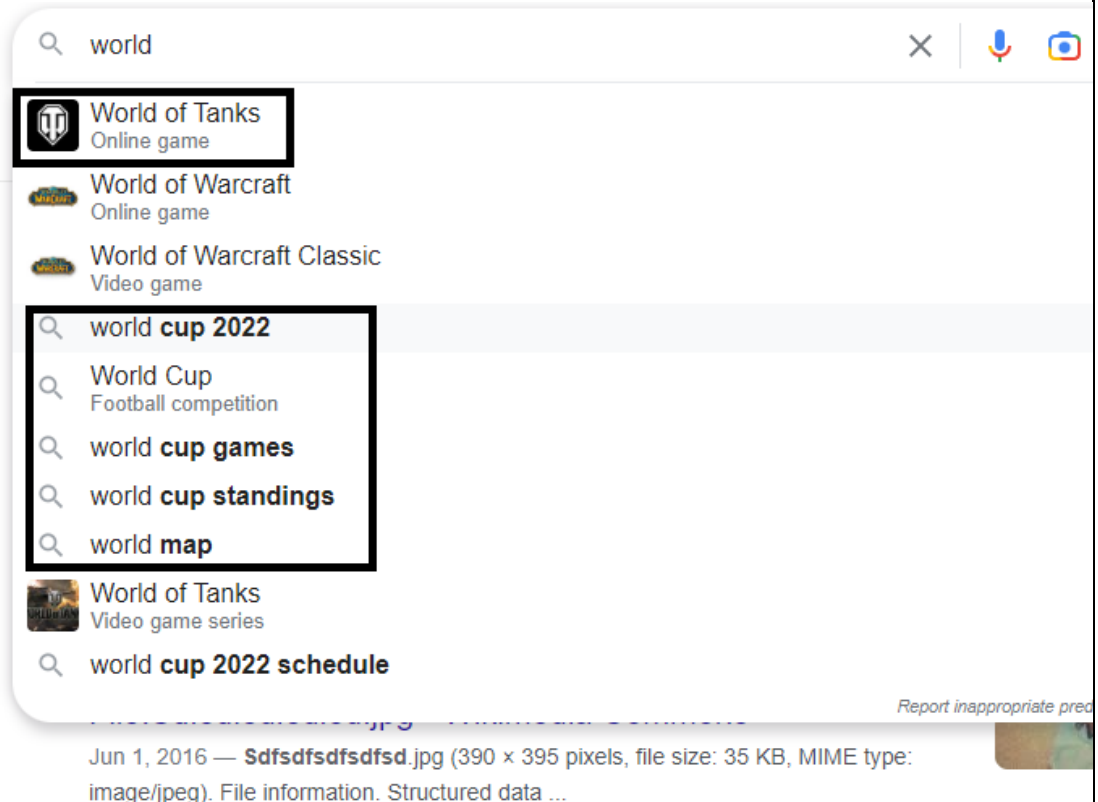 world
World of Tanks
Online game
World of Warcraft
Online game
World of Warcraft Classic
Video game
world cup 2022
World Cup
Football competition
world cup games
world cup standings
world map
World of Tanks
Video game series
world cup 2022 schedule
Report inappropriate pred
Jun 1, 2016 — Sdfsdfsdfsdfsd.jpg (390 × 395 pixels, file size: 35 KB, MIME type:
image/jpeg). File information. Structured data ...